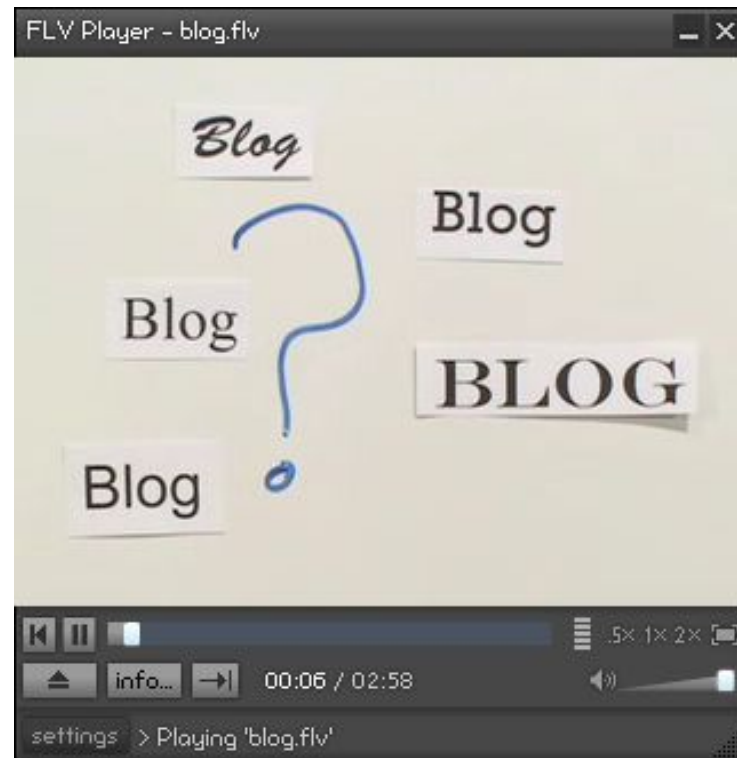 FLV Player - blog.flv
Blog
Blog
Blog
BLOG
Blog
?
.5× 1× 2×
info... 00:06 / 02:58
settings > Playing 'blog.flv'